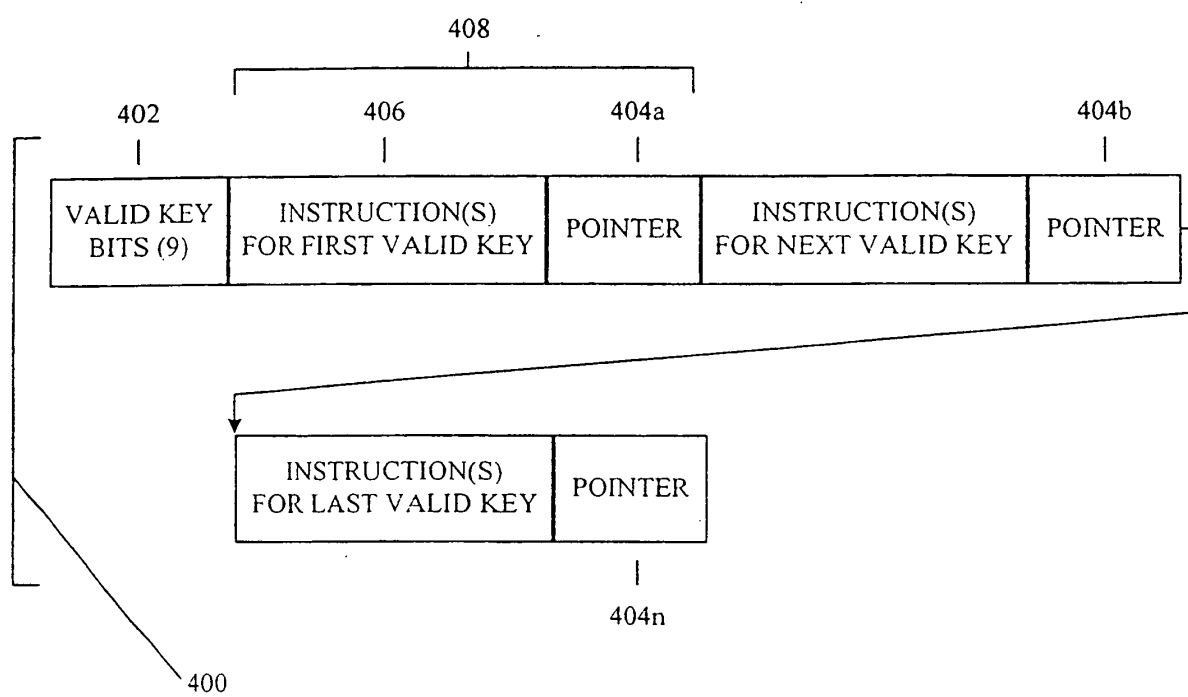 408
402
406
404a
404b
VALID KEY
BITS (9)
INSTRUCTION(S)
FOR FIRST VALID KEY
POINTER
INSTRUCTION(S)
FOR NEXT VALID KEY
POINTER
INSTRUCTION(S)
FOR LAST VALID KEY
POINTER
404n
400